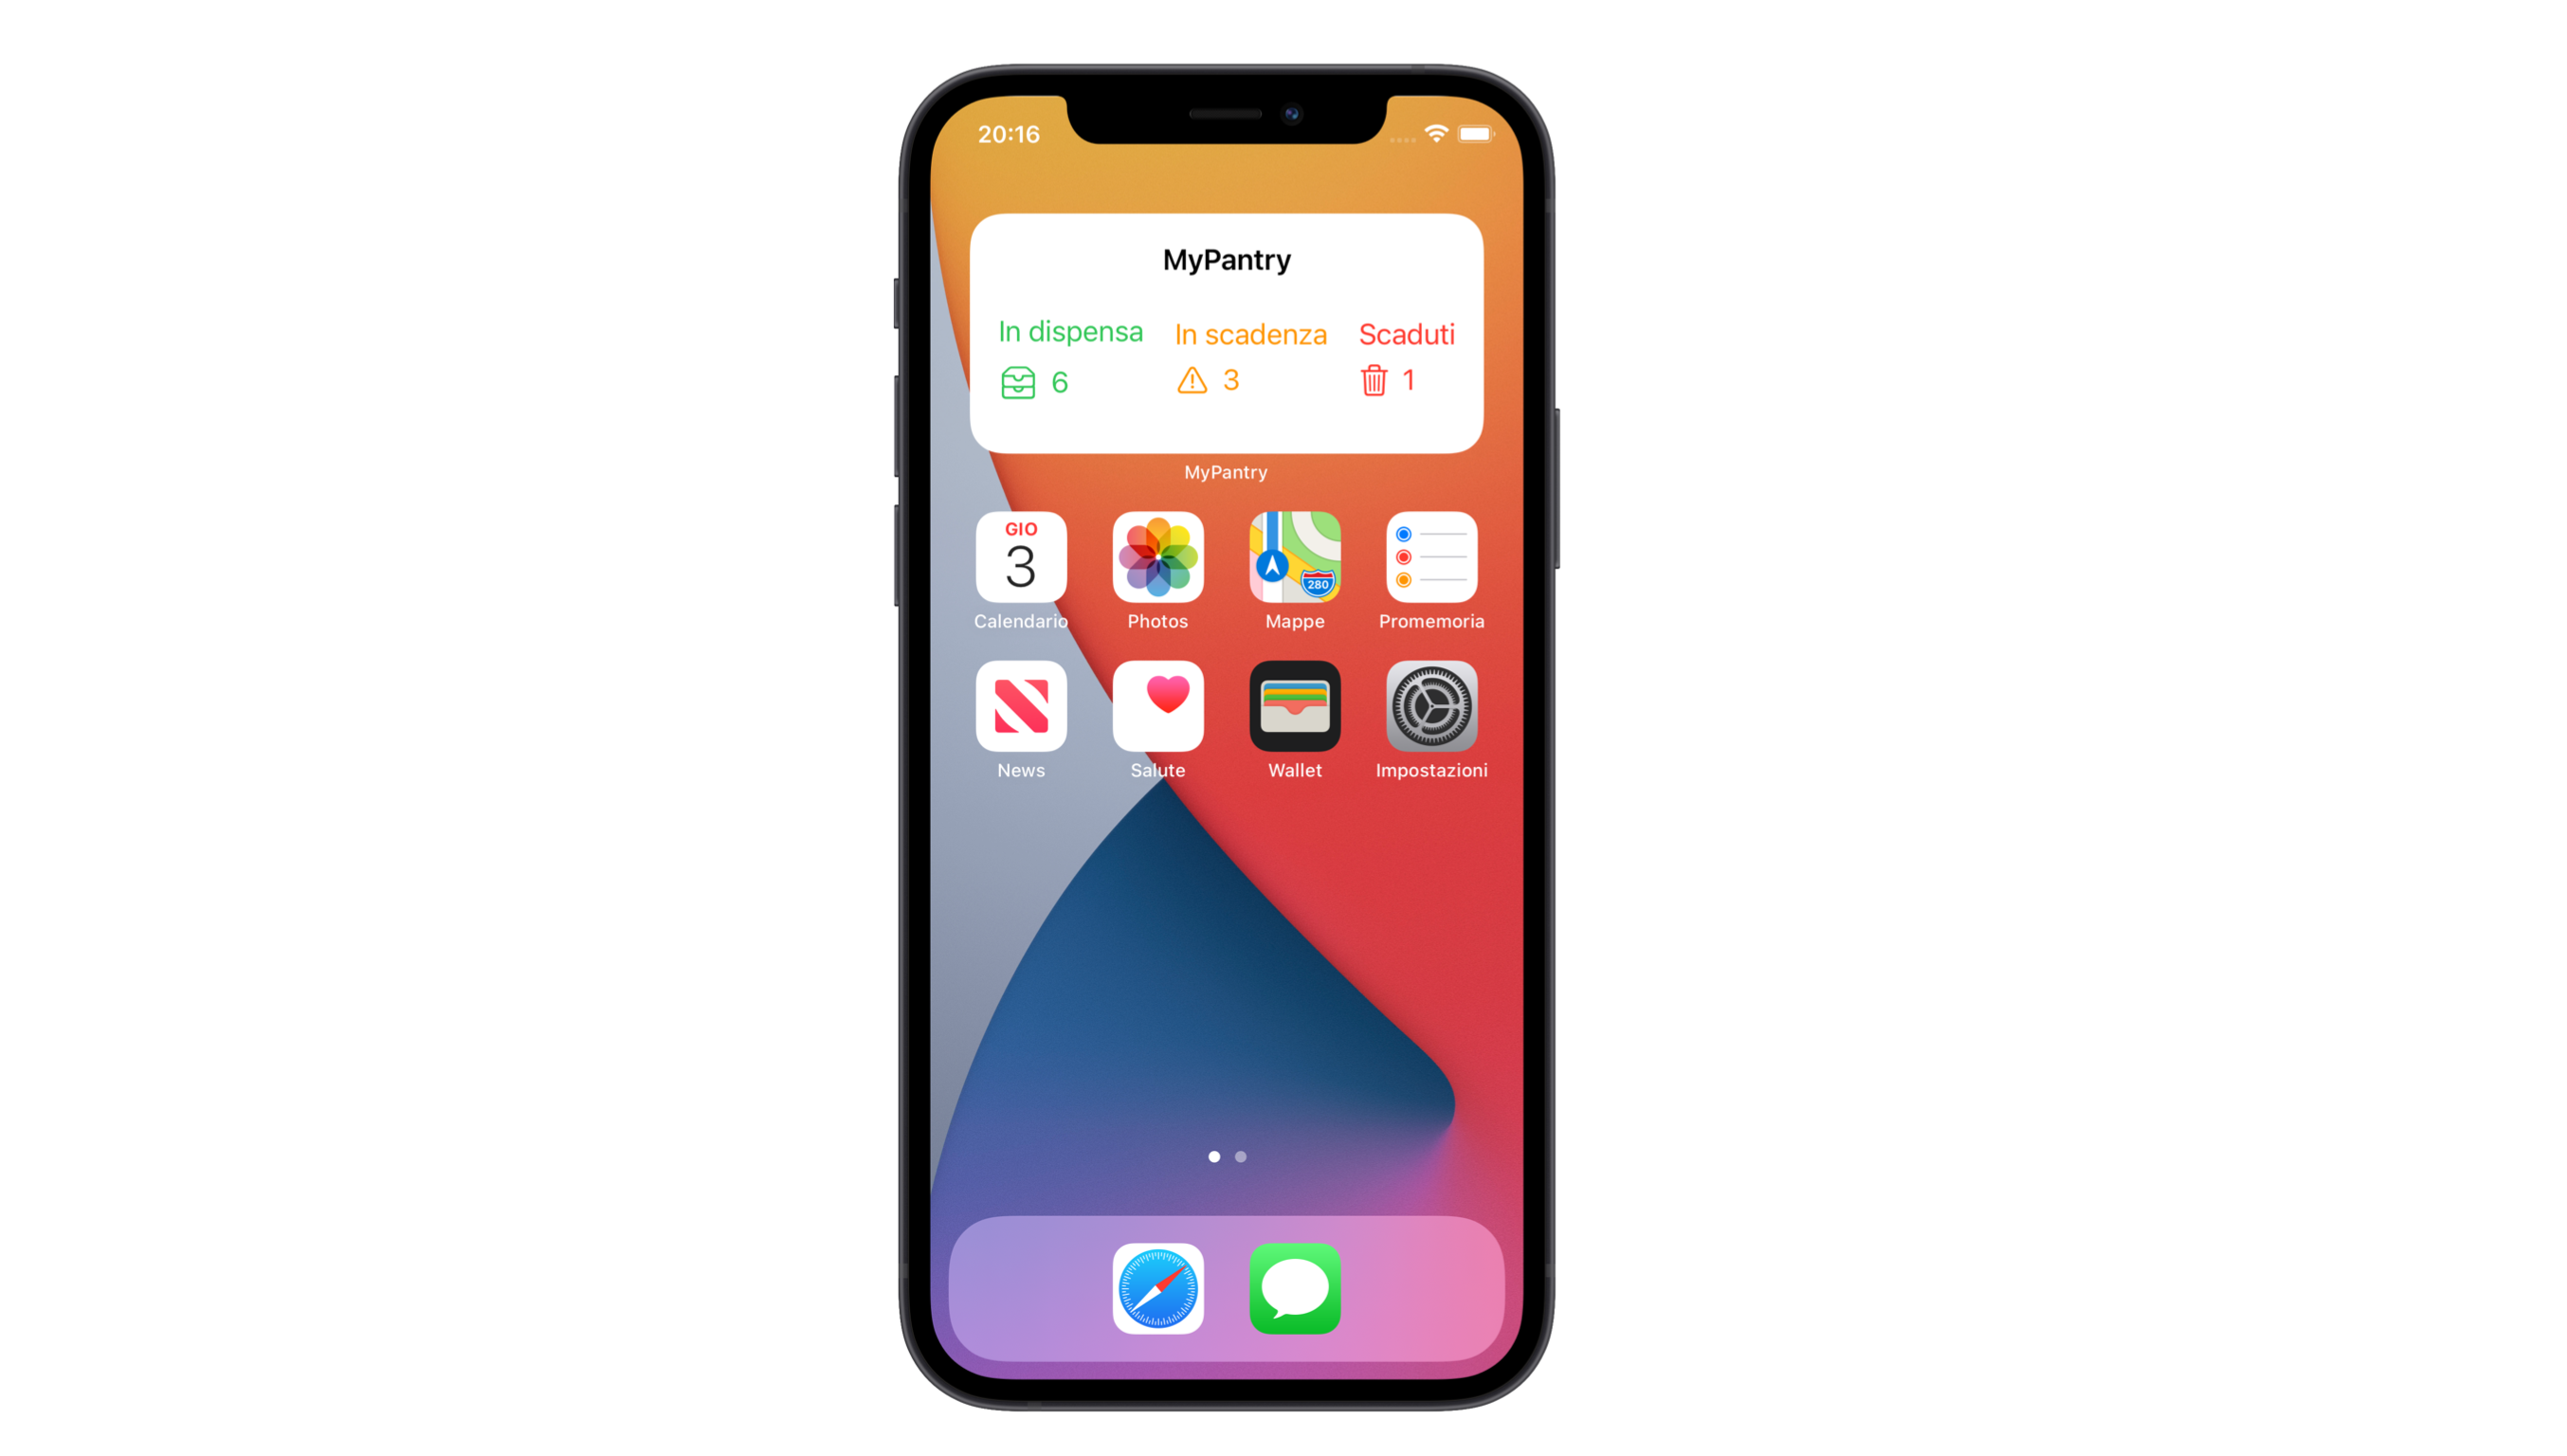 20:16
MyPantry
In dispensa In scadenza Scaduti
6 3 1
MyPantry
GIO
3
280
Calendario Photos Mappe Promemoria
News Salute Wallet Impostazioni